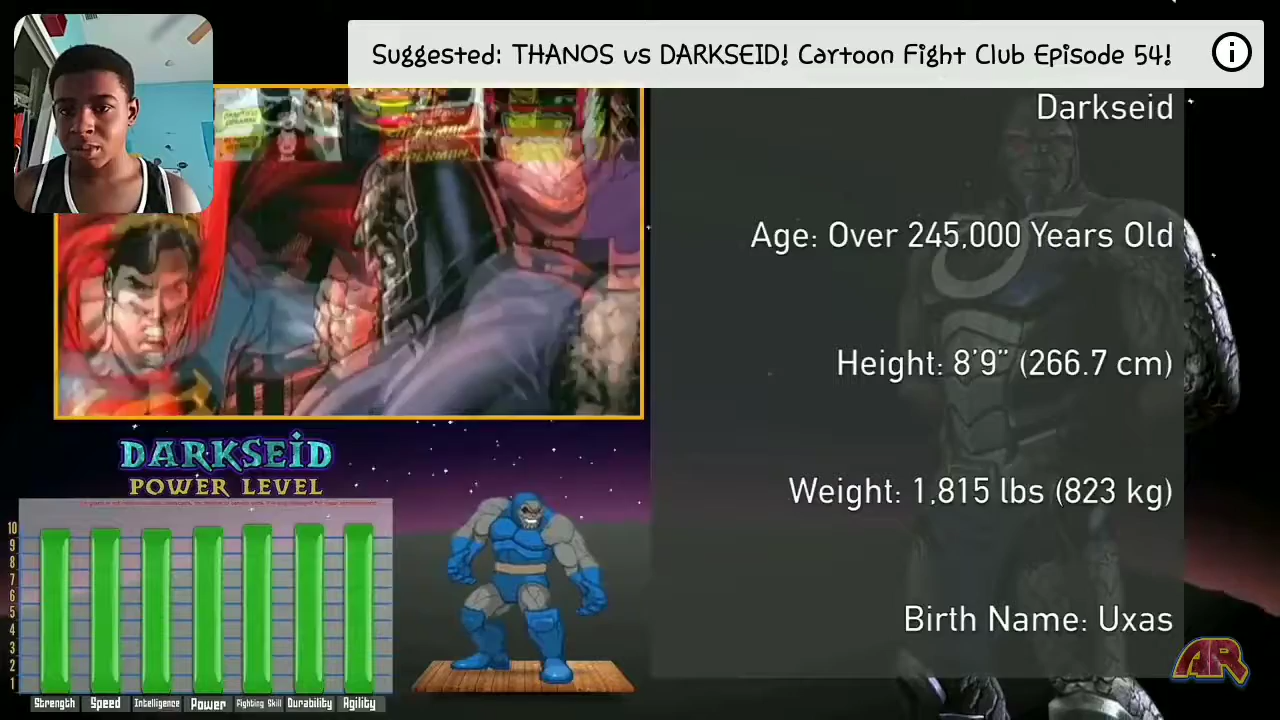 Suggested: THANOS vs DARKSEID! Cartoon Fight Club Episode 54!
Darkseid
Age: Over 245,000 Years Old
Height: 8'9” (266.7 cm)
Weight: 1,815 lbs (823 kg)
Birth Name: Uxas
DARKSEID
POWER LEVEL
10
9
8
7
6
5
4
3
2
1
Strength Speed Intelligence Power Fighting Skill Durability Agility
AR